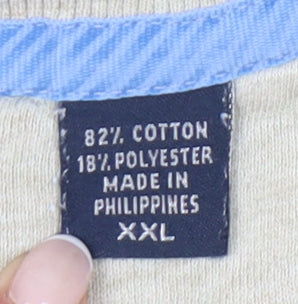 82% COTTON
18% POLYESTER
MADE IN
PHILIPPINES
XXL